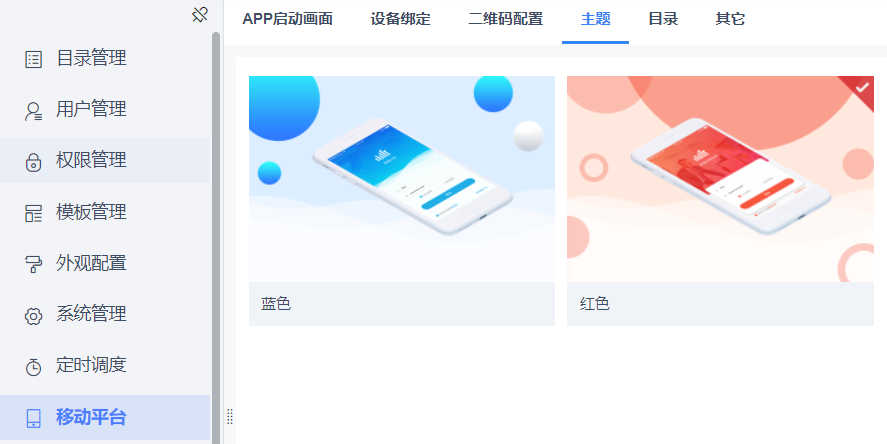 APP启动画面 设备绑定 二维码配置 主题 目录 其它
目录管理
用户管理
权限管理
模板管理
外观配置
系统管理
定时调度
移动平台
蓝色
红色